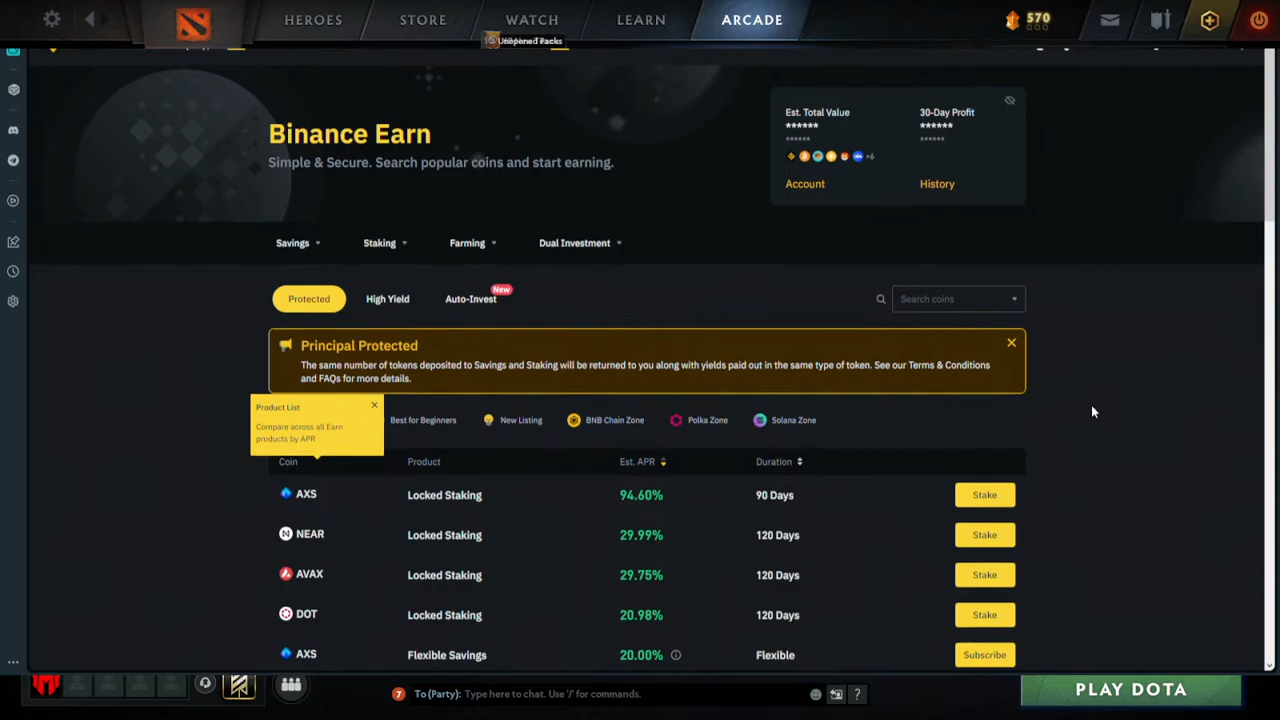 HEROES
STORE
WATCH
LEARN
ARCADE
570
Unopened Packs
Binance Earn
Simple & Secure. Search popular coins and start earning.
Est. Total Value
30-Day Profit
******
******
******
******
+6
Account
History
Savings
Staking
Farming
Dual Investment
Protected
High Yield
Auto-Invest
New
Search coins
Principal Protected
The same number of tokens deposited to Savings and Staking will be returned to you along with yields paid out in the same type of token. See our Terms & Conditions
and FAQs for more details.
Product List
Compare across all Earn
products by APR
Best for Beginners
New Listing
BNB Chain Zone
Polka Zone
Solana Zone
Coin
Product
Est. APR
Duration
AXS
Locked Staking
94.60%
90 Days
Stake
NEAR
Locked Staking
29.99%
120 Days
Stake
AVAX
Locked Staking
29.75%
120 Days
Stake
DOT
Locked Staking
20.98%
120 Days
Stake
AXS
Flexible Savings
20.00%
Flexible
Subscribe
7
To (Party): Type here to chat. Use '/' for commands.
?
PLAY DOTA